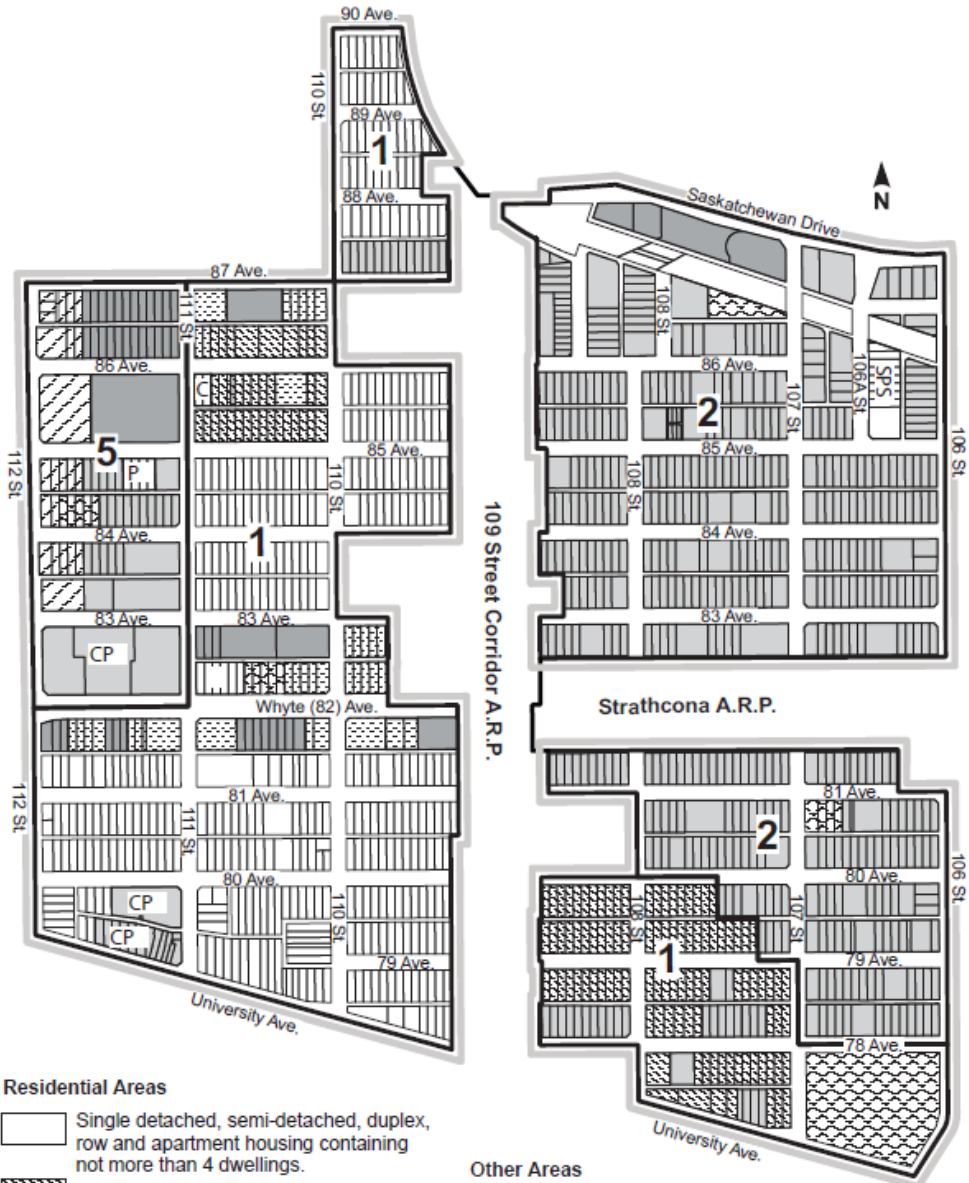 90 Ave.
110 St.
89 Ave.
1
88 Ave.
N
Saskatchewan Drive
87 Ave.
111 St.
108 St.
86 Ave.
86 Ave.
C
106A St.
SPS
107 St.
2
5
P
85 Ave.
85 Ave.
112 St.
110 St.
108 St.
106 St.
84 Ave.
84 Ave.
1
109 Street Corridor A.R.P.
83 Ave.
83 Ave.
83 Ave.
CP
Whyte (82) Ave.
Strathcona A.R.P.
112 St.
81 Ave.
81 Ave.
111 St.
2
80 Ave.
80 Ave.
106 St.
CP
CP
110 St.
108 St.
107 St.
79 Ave.
79 Ave.
1
University Ave.
78 Ave.
University Ave.
Residential Areas
Single detached, semi-detached, duplex,
row and apartment housing containing
not more than 4 dwellings.
Other Areas